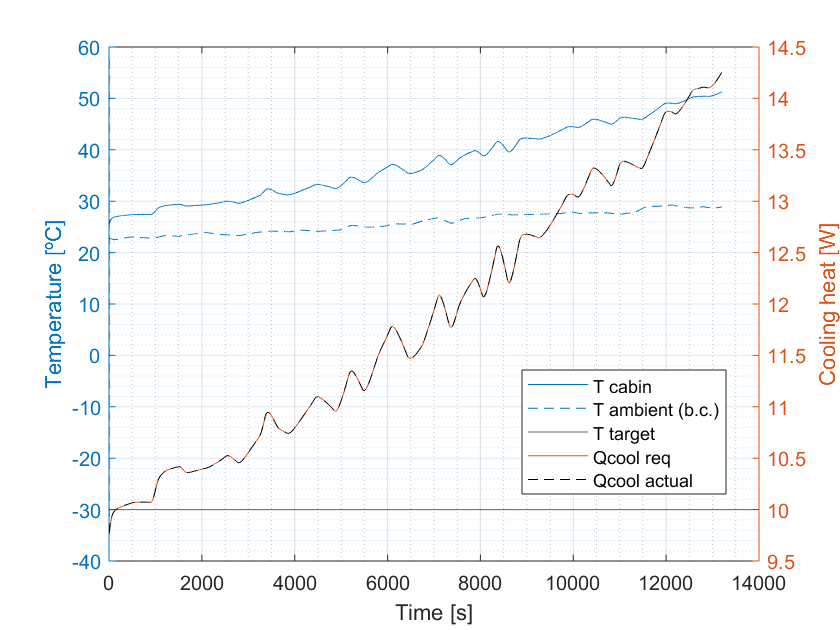 60
50
40
30
20
10
0
-10
-20
-30
-40
Temperature [ºC]
14.5
14
13.5
13
12.5
12
11.5
11
10.5
10
9.5
Cooling heat [W]
T cabin
T ambient (b.c.)
T target
Qcool req
Qcool actual
0 2000 4000 6000 8000 10000 12000 14000
Time [s]